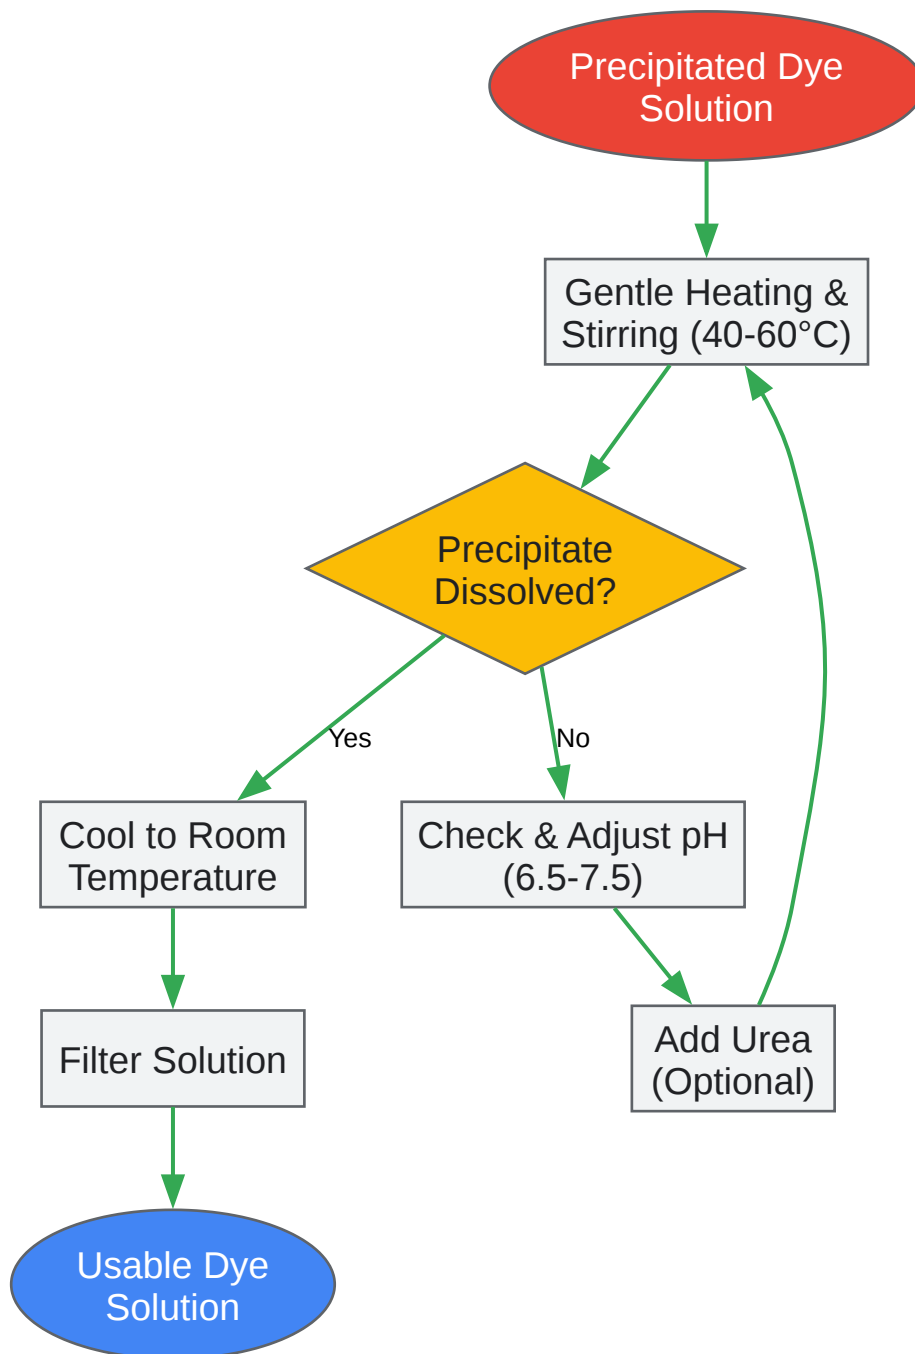 Precipitated Dye
Solution
Gentle Heating &
Stirring (40-60°C)
Precipitate
Dissolved?
Yes
No
Cool to Room
Temperature
Check & Adjust pH
(6.5-7.5)
Filter Solution
Add Urea
(Optional)
Usable Dye
Solution